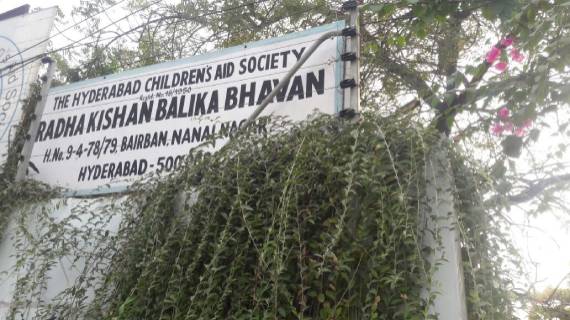 THE HYDERABAD CHILDREN'S AID SOCIETY
RADHA KISHAN BALIKA BHAVAN
H.No. 9-4-78/79, BAIRBAN, NANAL NAGAR
HYDERABAD - 500